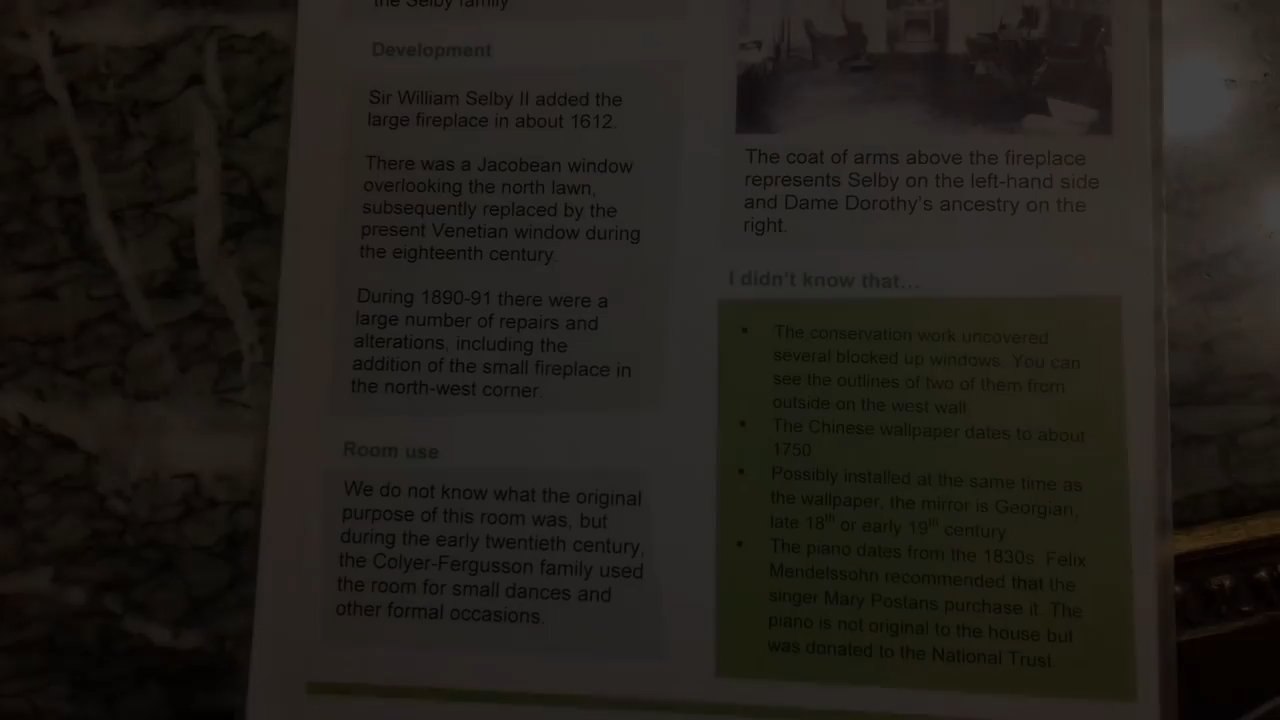 the Selby family
Development
Sir William Selby II added the
large fireplace in about 1612.
There was a Jacobean window
overlooking the north lawn,
subsequently replaced by the
present Venetian window during
the eighteenth century.
During 1890-91 there were a
large number of repairs and
alterations, including the
addition of the small fireplace in
the north-west corner.
Room use
We do not know what the original
purpose of this room was, but
during the early twentieth century,
the Colyer-Fergusson family used
the room for small dances and
other formal occasions.
The coat of arms above the fireplace
represents Selby on the left-hand side
and Dame Dorothy's ancestry on the
right.
I didn't know that...
• The conservation work uncovered
several blocked up windows. You can
see the outlines of two of them from
outside on the west wall.
• The Chinese wallpaper dates to about
1750
• Possibly installed at the same time as
the wallpaper, the mirror is Georgian,
late 18th or early 19th century
• The piano dates from the 1830s. Felix
Mendelssohn recommended that the
singer Mary Postans purchase it. The
piano is not original to the house but
was donated to the National Trust.